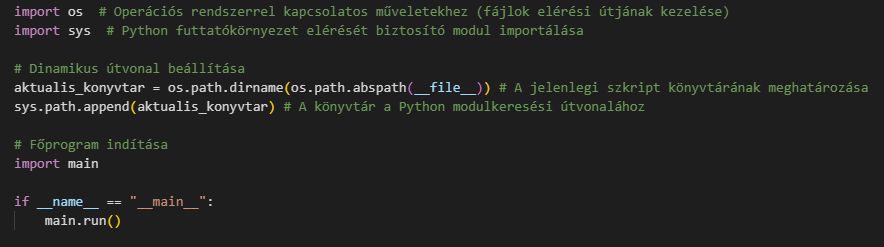 import os  # Operációs rendszerrel kapcsolatos műveletekhez (fájlok elérési útjának kezelése)
import sys  # Python futtatókörnyezet elérését biztosító modul importálása
# Dinamikus útvonal beállítása
aktualis_konyvtar = os.path.dirname(os.path.abspath(__file__)) # A jelenlegi szkript könyvtárának meghatározása
sys.path.append(aktualis_konyvtar) # A könyvtár a Python modulkeresési útvonalához
# Főprogram indítása
import main
if __name__ == "__main__":
    main.run()